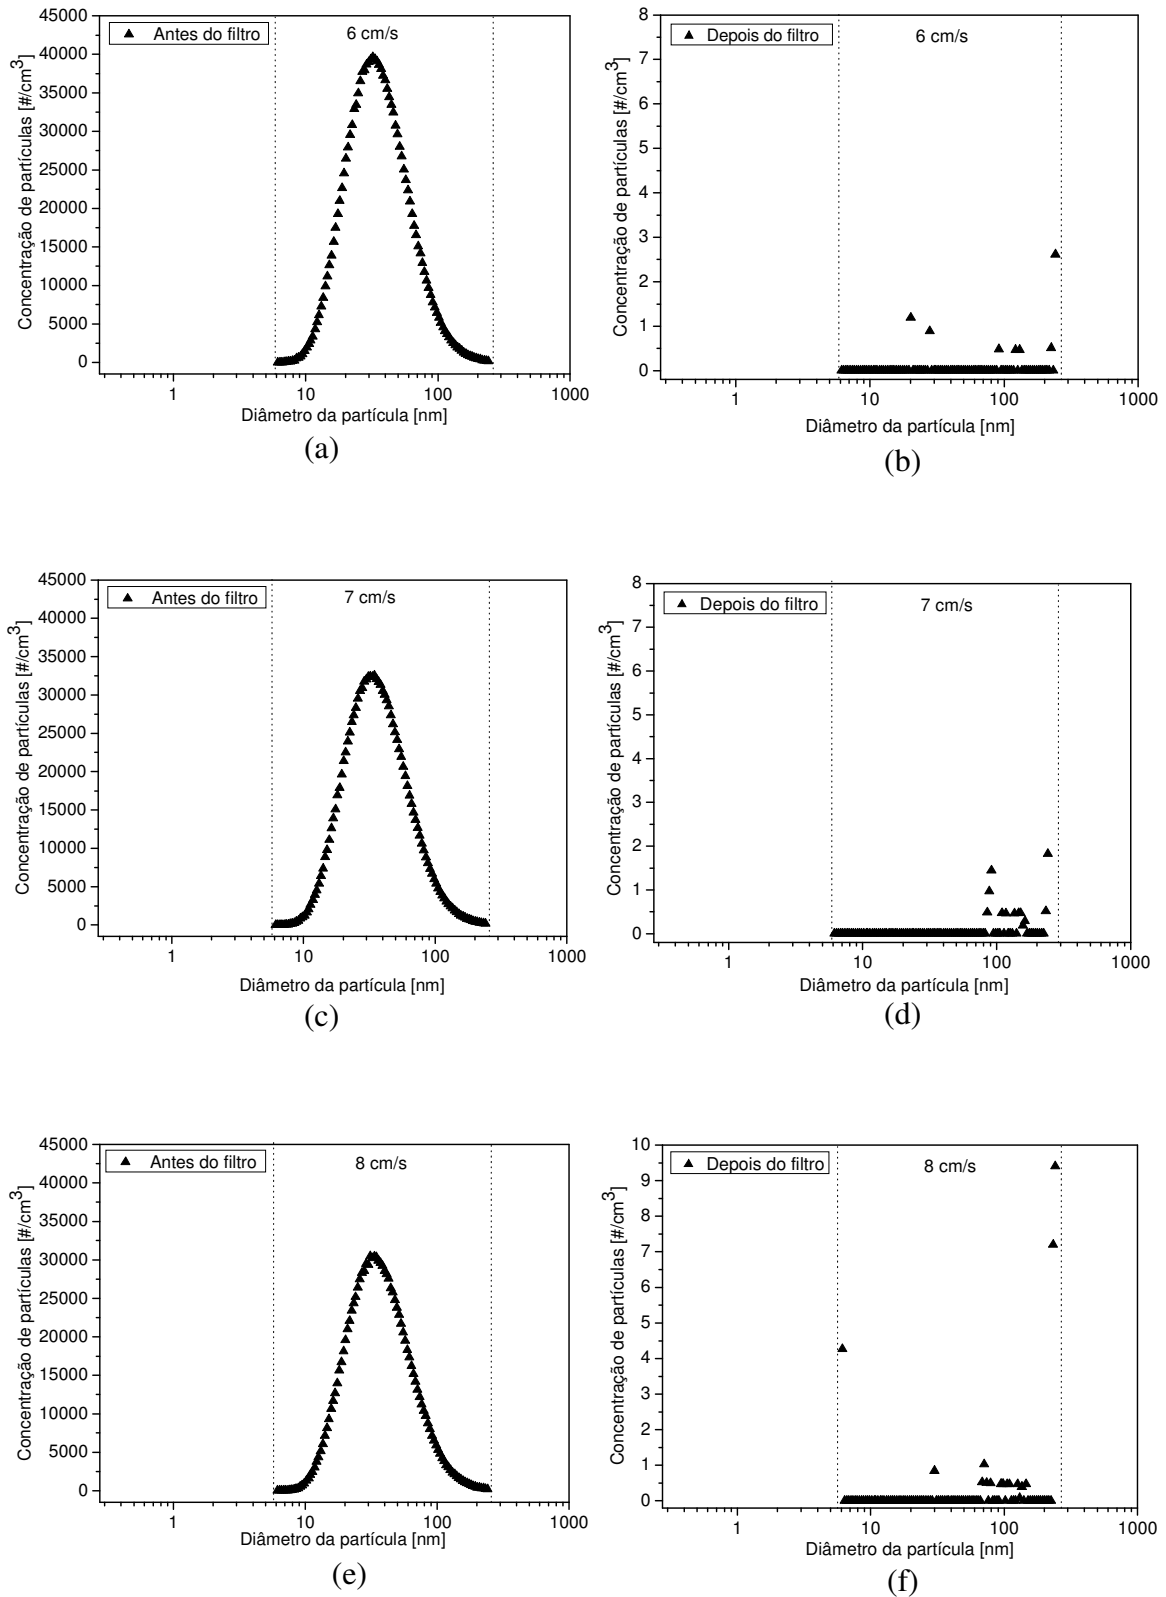 Concentração de partículas [#/cm3]
45000
40000
35000
30000
25000
20000
15000
10000
5000
0
Antes do filtro
6 cm/s
1 10 100 1000
Diâmetro da partícula [nm]
(a)
Concentração de partículas [#/cm3]
8
7
6
5
4
3
2
1
0
Depois do filtro
6 cm/s
1 10 100 1000
Diâmetro da partícula [nm]
(b)
Concentração de partículas [#/cm3]
45000
40000
35000
30000
25000
20000
15000
10000
5000
0
Antes do filtro
7 cm/s
1 10 100 1000
Diâmetro da partícula [nm]
(c)
Concentração de partículas [#/cm3]
8
7
6
5
4
3
2
1
0
Depois do filtro
7 cm/s
1 10 100 1000
Diâmetro da partícula [nm]
(d)
Concentração de partículas [#/cm3]
45000
40000
35000
30000
25000
20000
15000
10000
5000
0
Antes do filtro
8 cm/s
1 10 100 1000
Diâmetro da partícula [nm]
(e)
Concentração de partículas [#/cm3]
10
9
8
7
6
5
4
3
2
1
0
Depois do filtro
8 cm/s
1 10 100 1000
Diâmetro da partícula [nm]
(f)